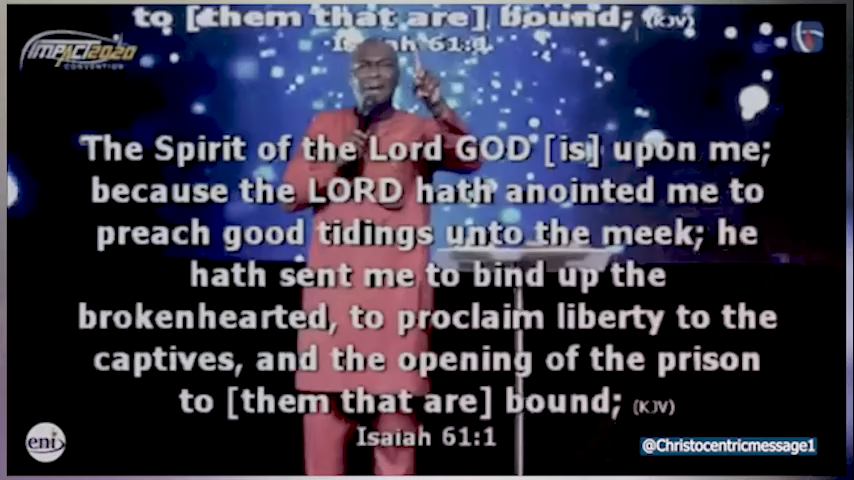 to [them that are] bound; (KJV)
Isaiah 61:1
IMPACT2020
CONVENTION
The Spirit of the Lord GOD [is] upon me;
because the LORD hath anointed me to
preach good tidings unto the meek; he
hath sent me to bind up the
brokenhearted, to proclaim liberty to the
captives, and the opening of the prison
to [them that are] bound; (KJV)
Isaiah 61:1
eni
@Christocentricmessage1